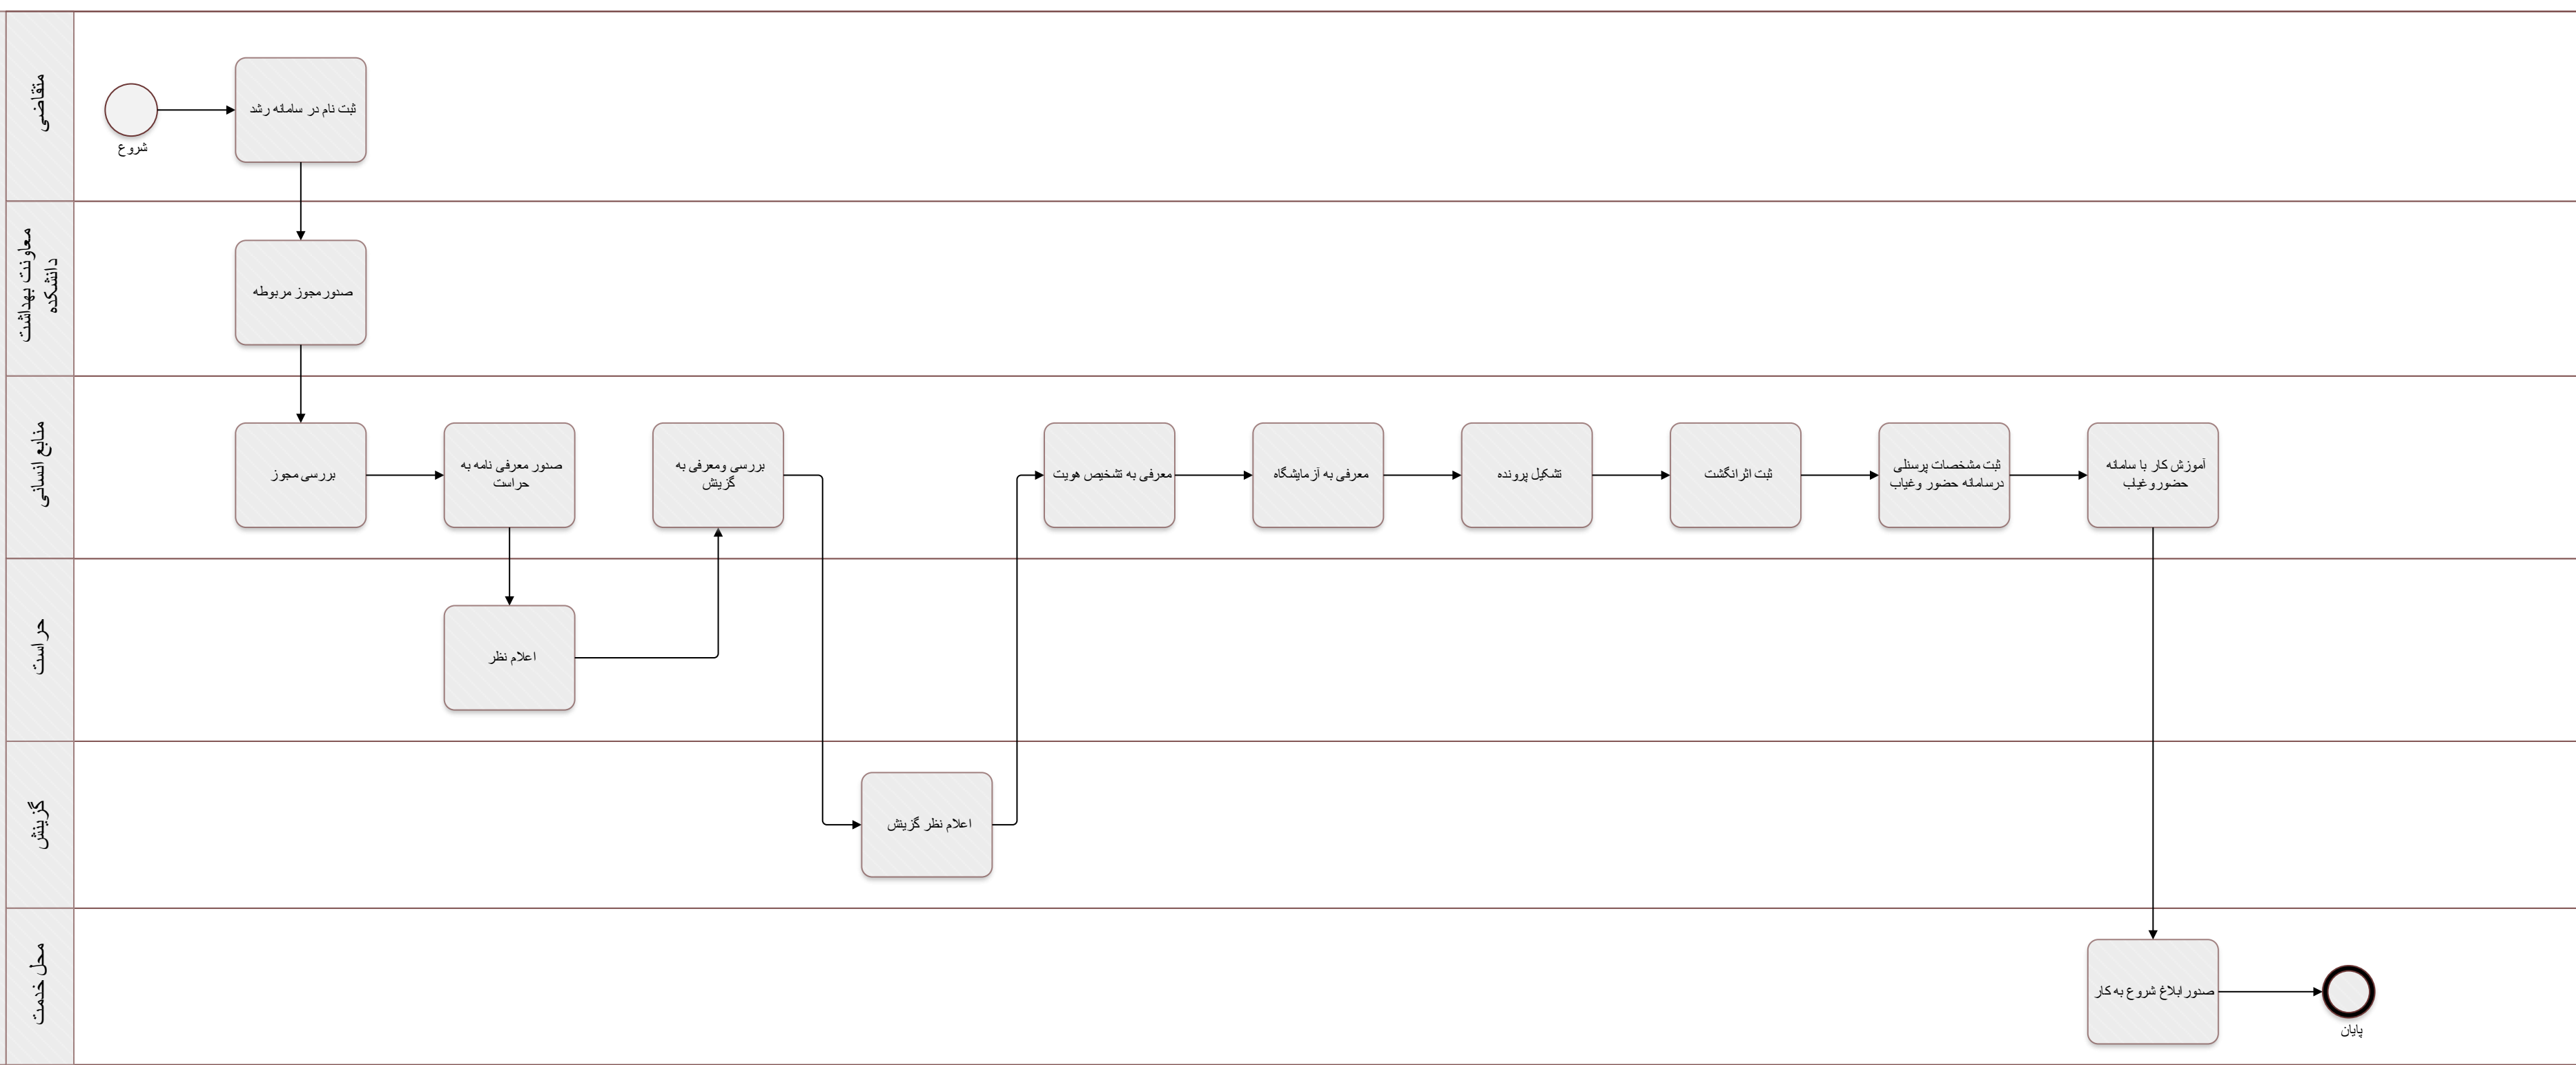 متقاضی
شروع
ثبت نام در سامانه رشد
معاونت بهداشت
دانشکده
صدور مجوز مربوطه
منابع انسانی
بررسی مجوز
صدور معرفی نامه به
حراست
بررسی ومعرفی به
گزینش
معرفی به تشخیص هویت
معرفی به آزمایشگاه
تشکیل پرونده
ثبت اثرانگشت
ثبت مشخصات پرسنلی
درسامانه حضور وغیاب
آموزش کار با سامانه
حضوروغیاب
حراست
اعلام نظر
گزینش
اعلام نظر گزینش
محل خدمت
صدور ابلاغ شروع به کار
پایان